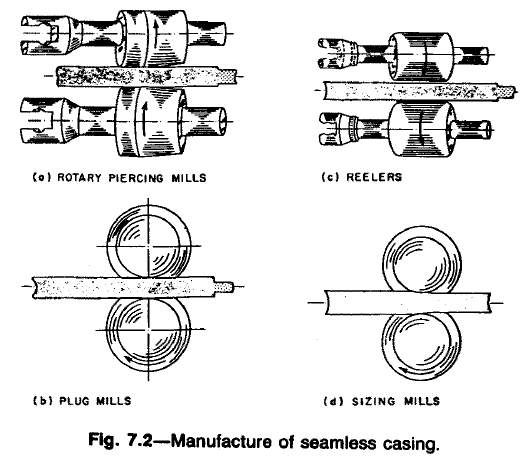 (a) ROTARY PIERCING MILLS
(c) REELERS
(b) PLUG MILLS
(d) SIZING MILLS
Fig. 7.2—Manufacture of seamless casing.